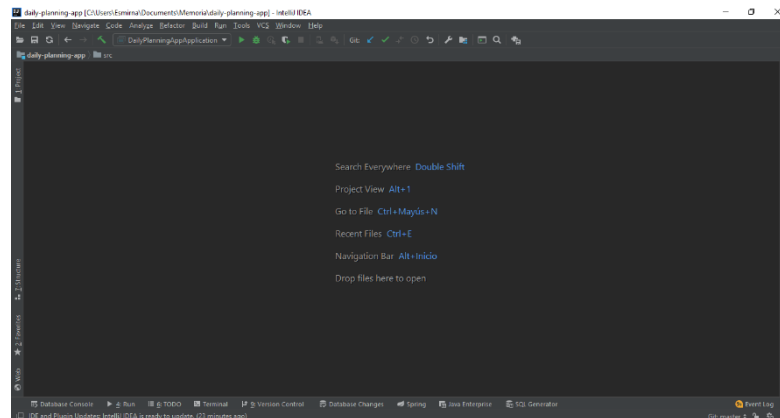 daily-planning-app [C:\Users\Esmirna\Documents\Memoria\daily-planning-app] - IntelliJ IDEA
File Edit View Navigate Code Analyze Refactor Build Run Tools VCS Window Help
DailyPlanningAppApplication Git:
daily-planning-app src
1: Project
Search Everywhere Double Shift
Project View Alt+1
Go to File Ctrl+Mayús+N
Recent Files Ctrl+E
Navigation Bar Alt+Inicio
Drop files here to open
Z: Structure
2: Favorites
Web
Database Console 4: Run 6: TODO Terminal 9: Version Control Database Changes Spring Java Enterprise SQL Generator Event Log
IDE and Plugin Updates: IntelliJ IDEA is ready to update. (21 minutes ago) Git: master